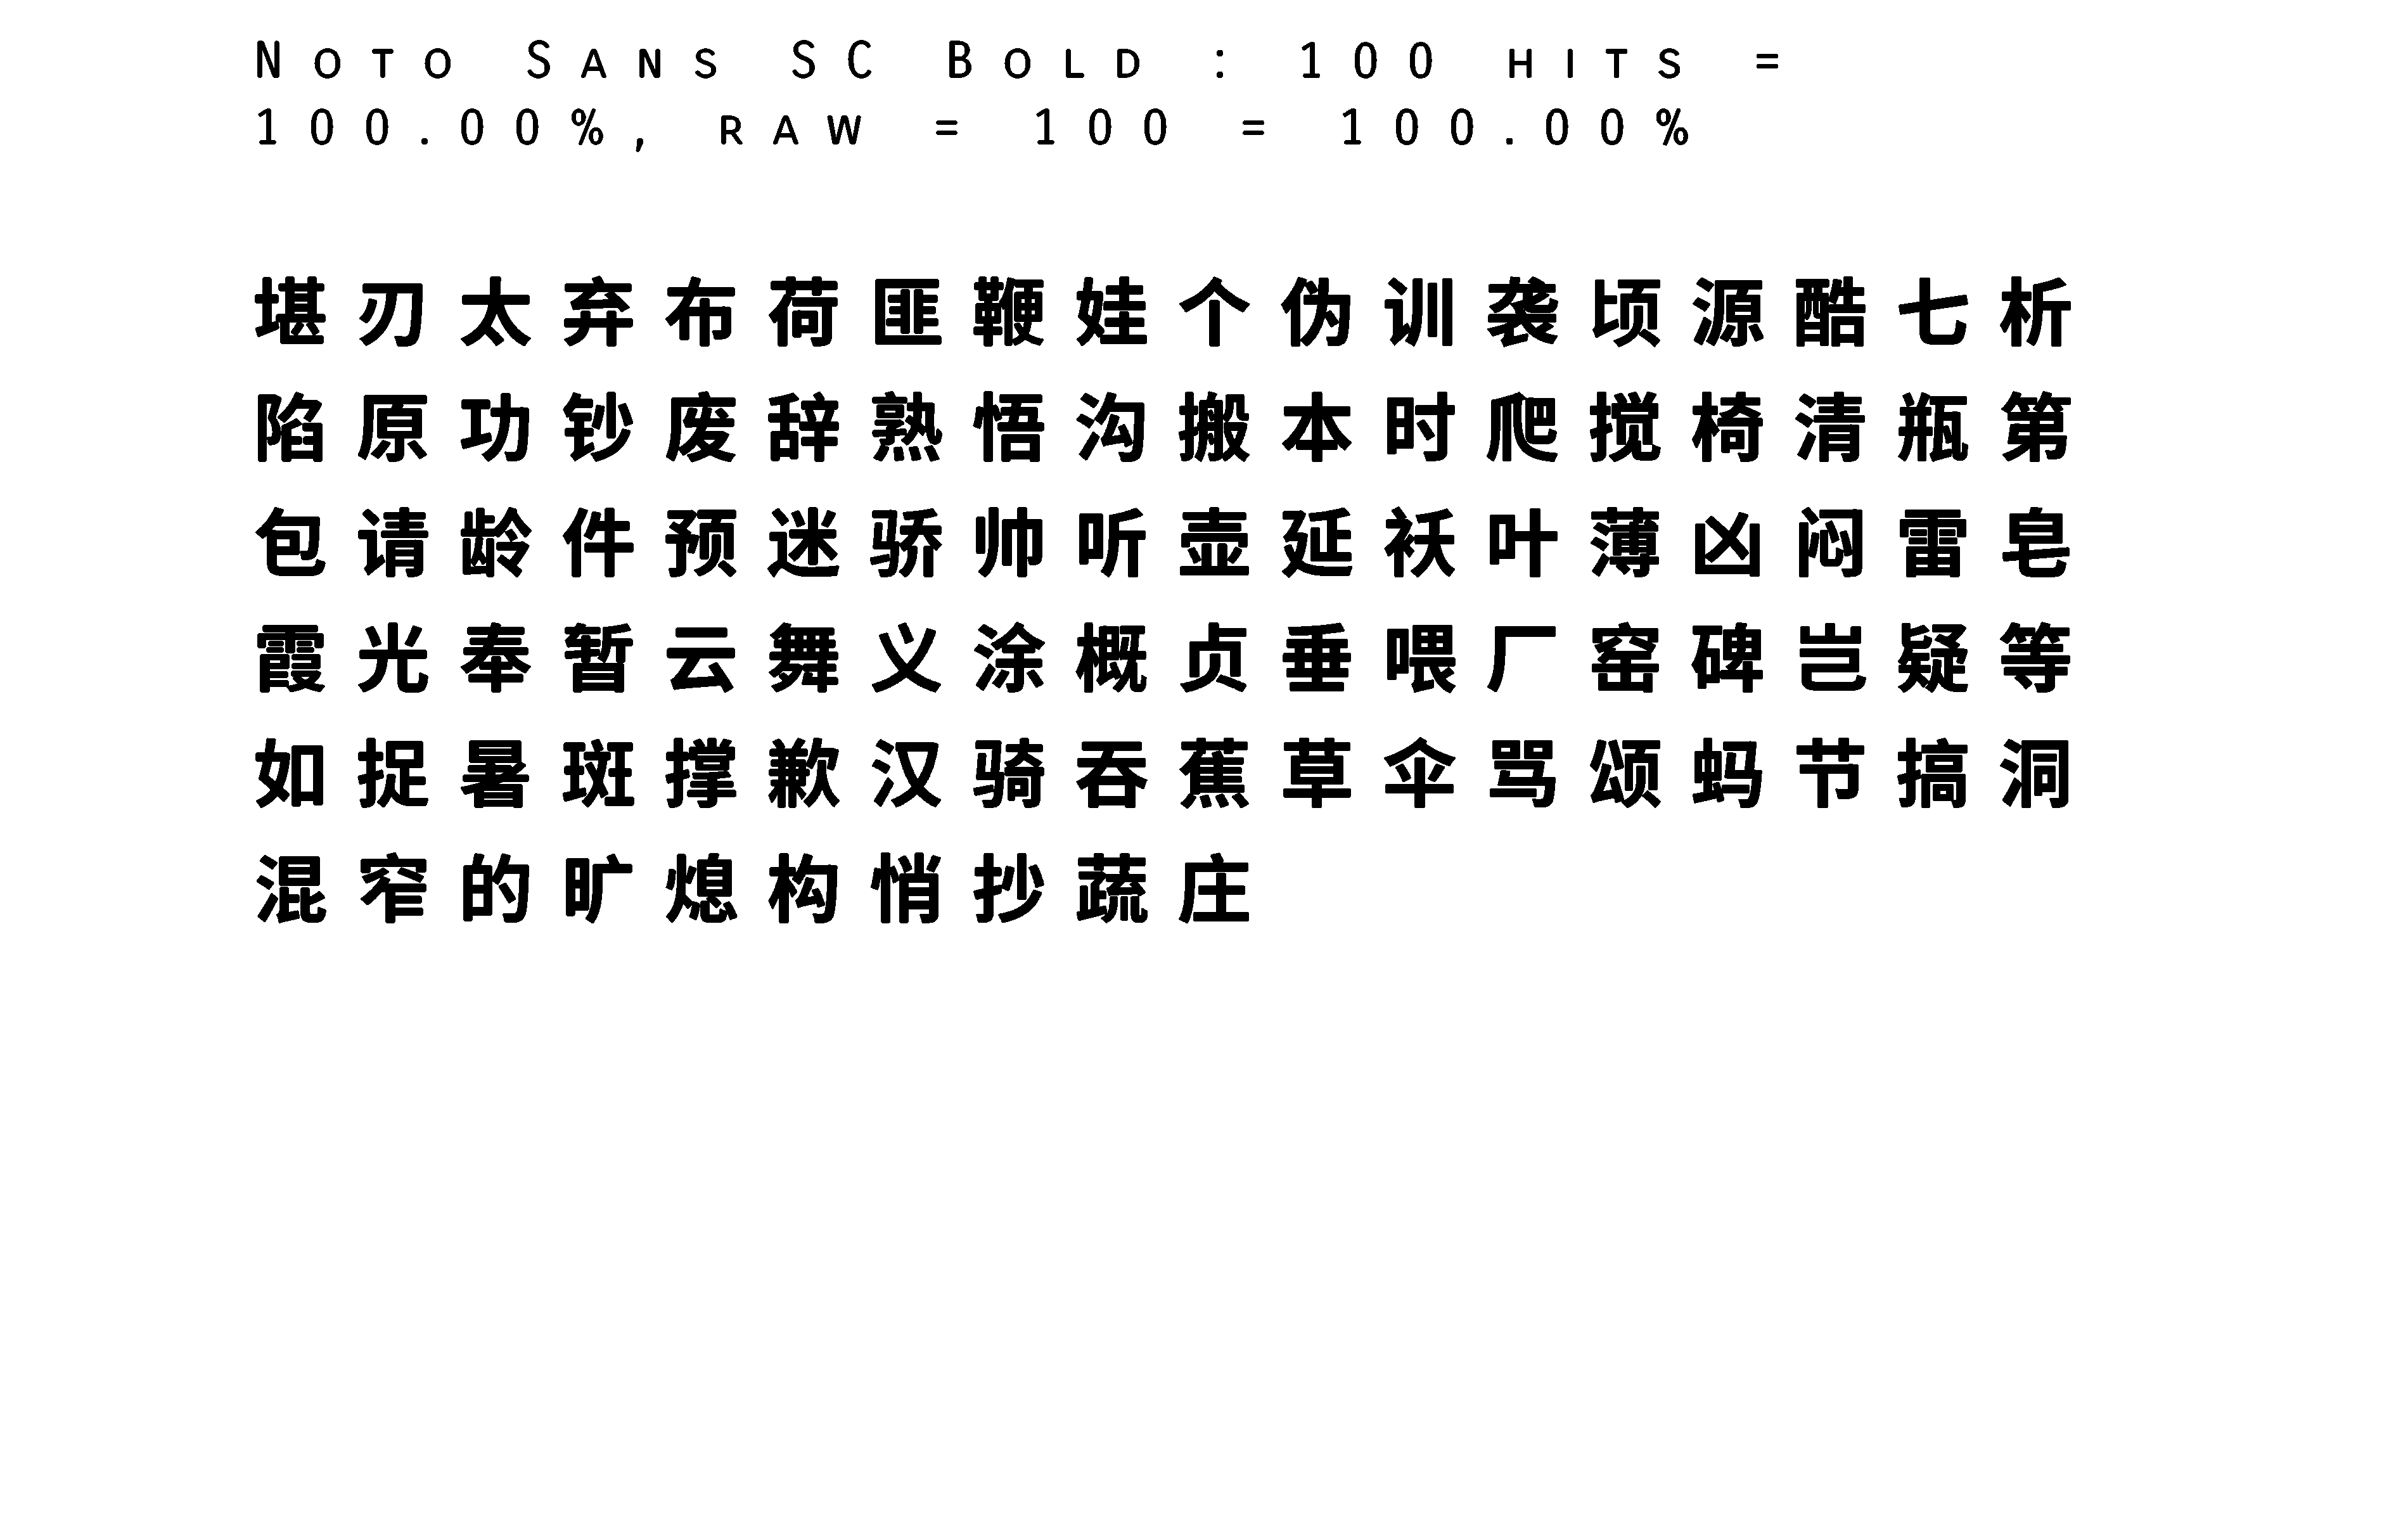 Noto Sans SC Bold : 100 hits =
100.00%, raw = 100 = 100.00%
堪刃太弃布荷匪鞭娃个伪训袭顷源酷七析
陷原功钞废辞熟悟沟搬本时爬搅椅清瓶第
包请龄件预迷骄帅听壶延袄叶薄凶闷雷皂
霞光奉暂云舞义涂概贞垂喂厂窑碑岂疑等
如捉暑斑撑歉汉骑吞蕉草伞骂颂蚂节搞洞
混窄的旷熄构悄抄蔬庄